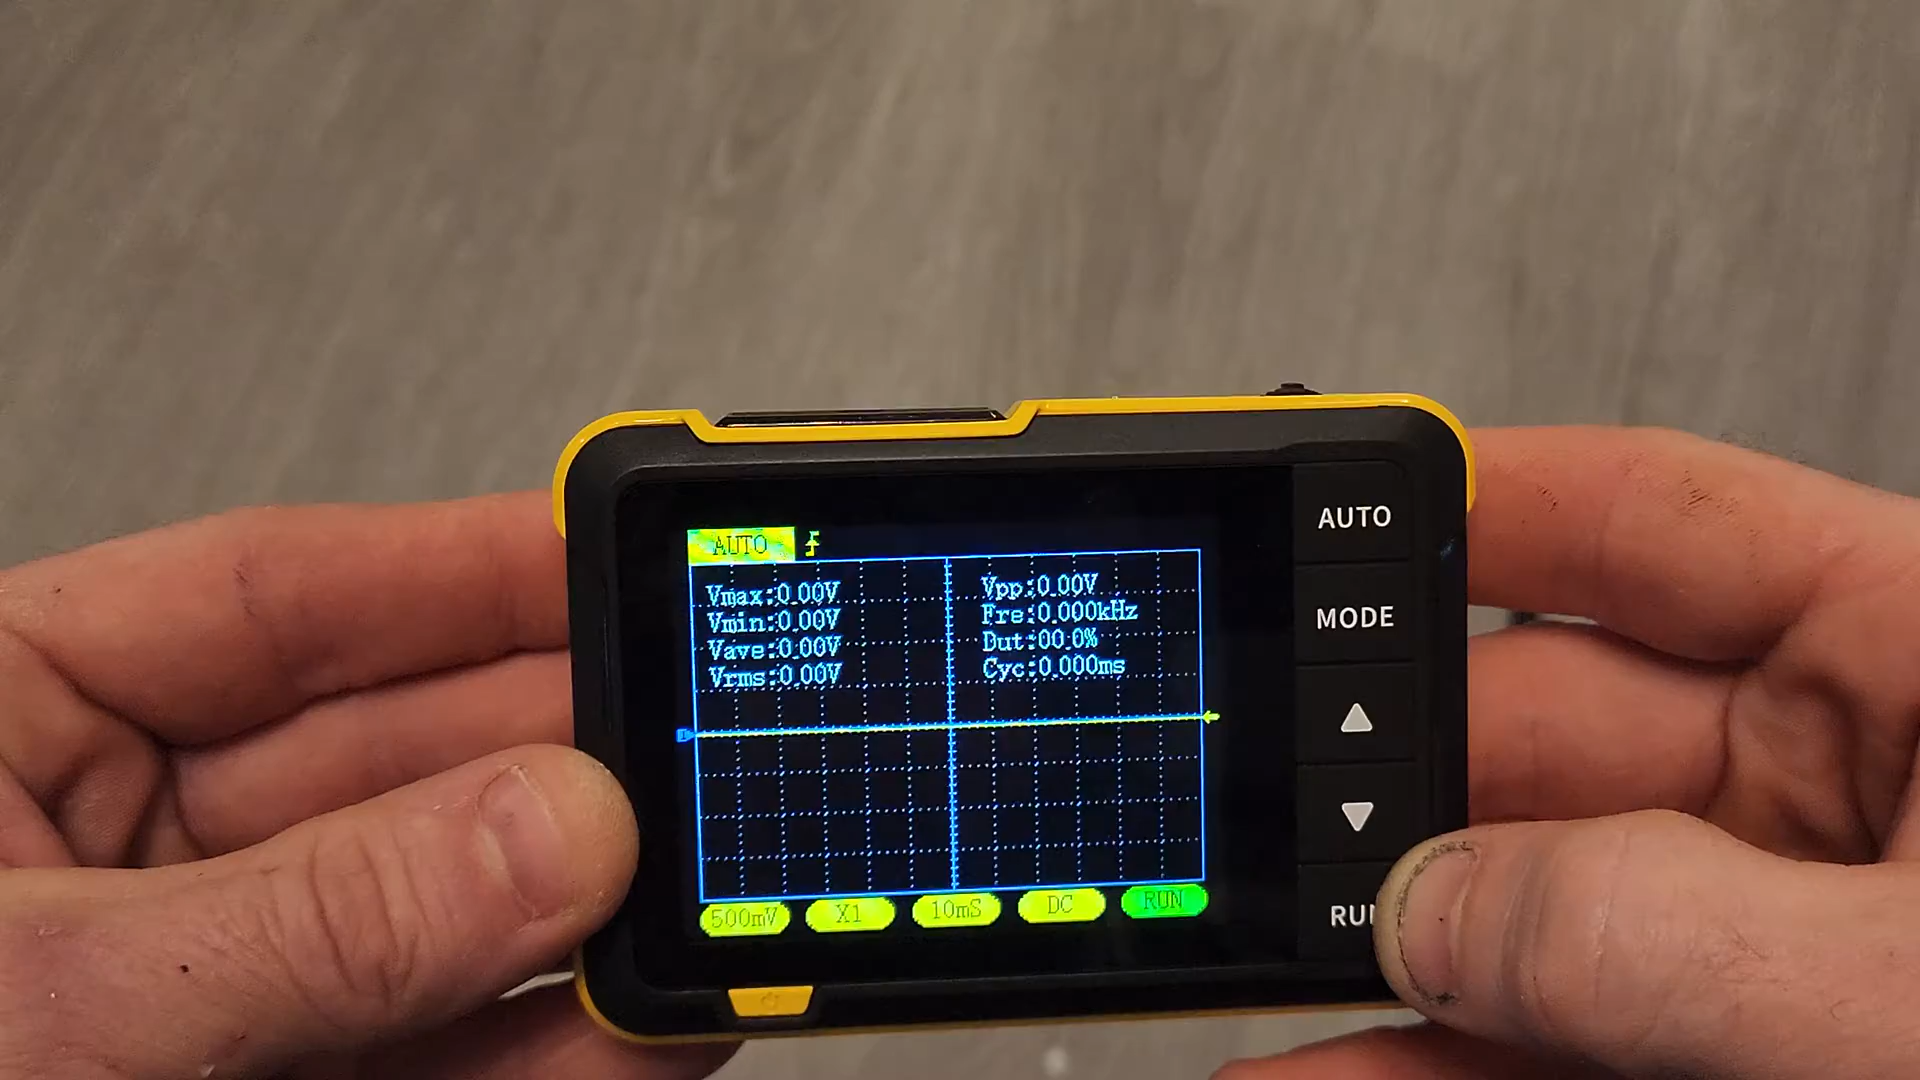 AUTO
Vmax:0.00V
Vmin:0.00V
Vave:0.00V
Vrms:0.00V
Vpp:0.00V
Fre:0.000kHz
Dut:00.0%
Cyc:0.000ms
500mV X1 10mS DC RUN
AUTO
MODE
RUN